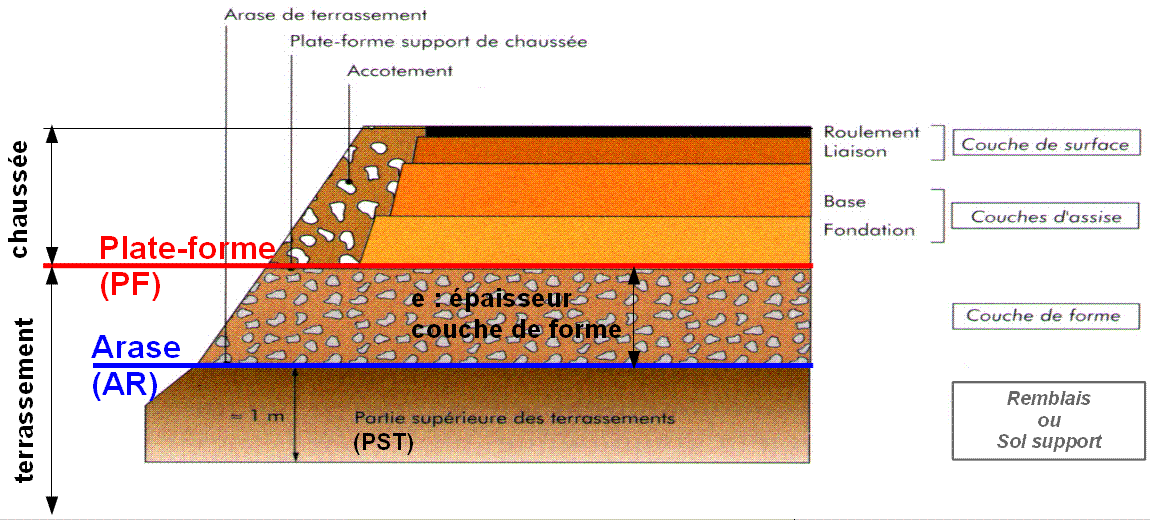 Arase de terrassement
Plate-forme support de chaussée
Accotement
chaussée
Roulement
Liaison
Couche de surface
Base
Fondation
Couches d'assise
Plate-forme
(PF)
e : épaisseur
couche de forme
Couche de forme
Arase
(AR)
terrassement
≈ 1 m
Partie supérieure des terrassements
(PST)
Remblais
ou
Sol support